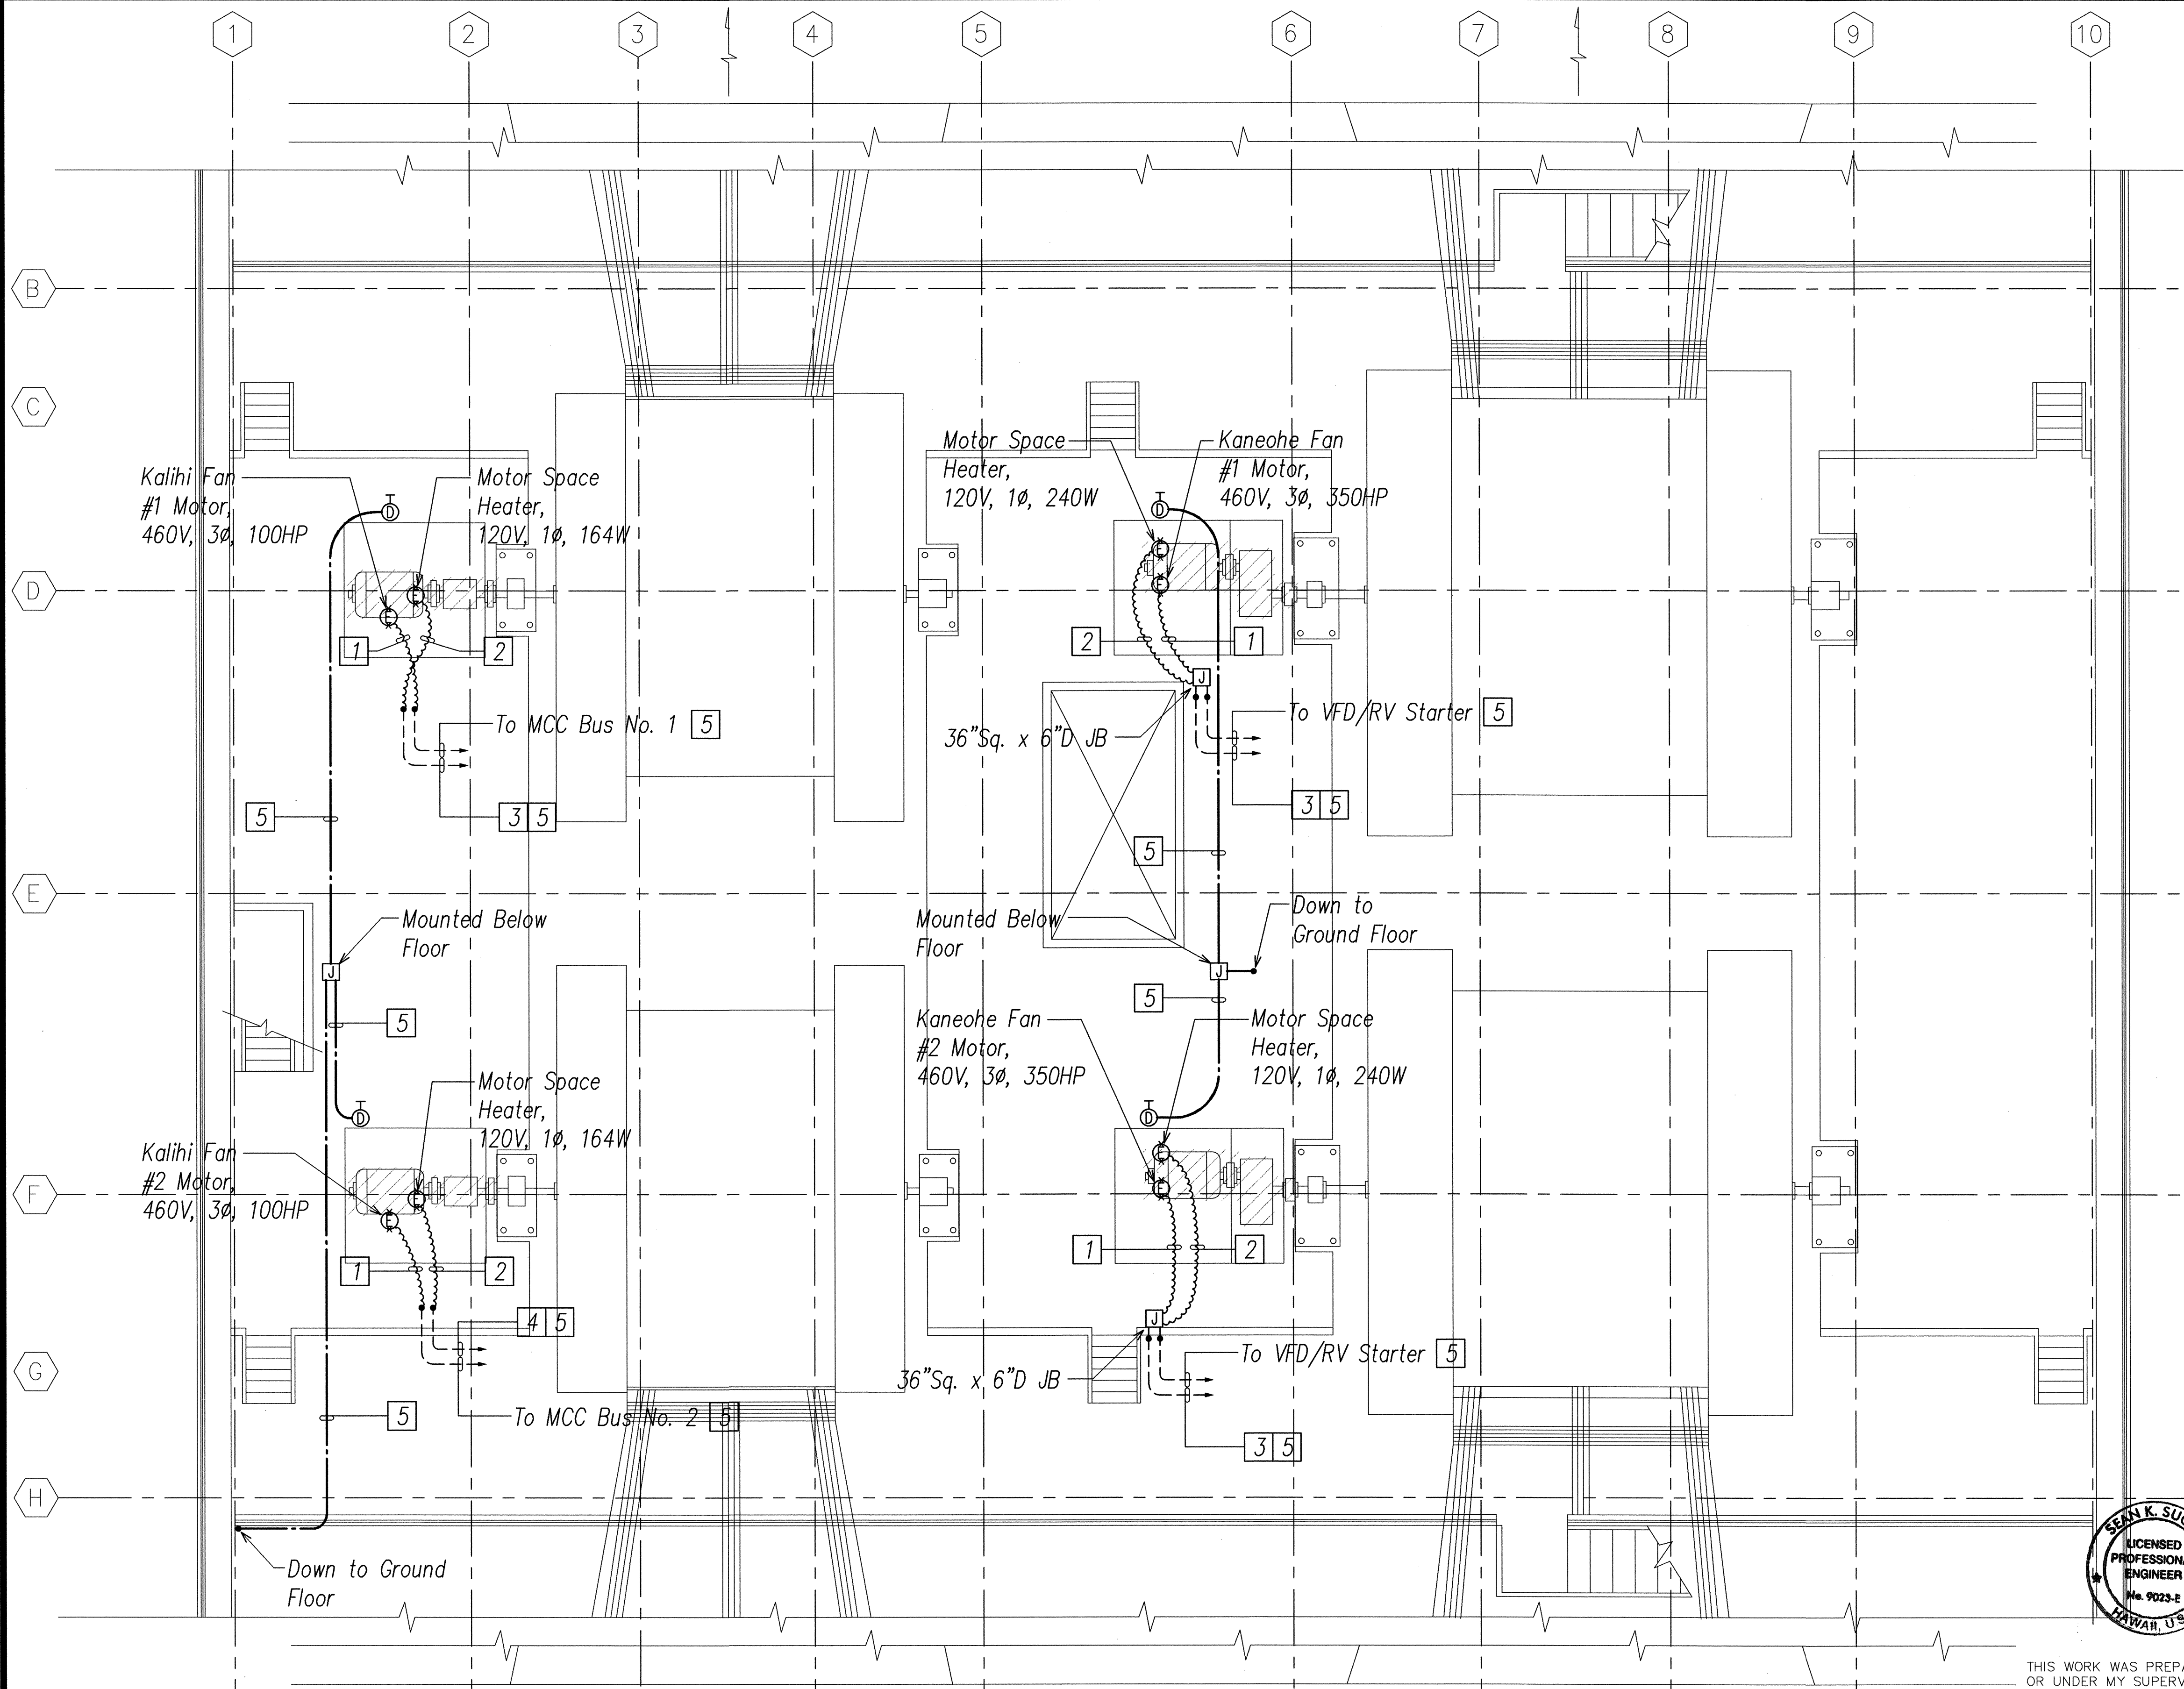 1
2
3
4
5
6
7
8
9
10
B
C
D
E
F
G
H
Kalihi Fan
#1 Motor,
460V, 3ø, 100HP
Motor Space
Heater,
120V, 1ø, 164W
T
D
E
E
1
2
To MCC Bus No. 1 5
3 5
5
Motor Space
Heater,
120V, 1ø, 240W
Kaneohe Fan
#1 Motor,
460V, 3ø, 350HP
T
D
E
E
2
1
J
36"Sq. x 6"D JB
To VFD/RV Starter 5
3 5
5
Mounted Below
Floor
J
5
Mounted Below
Floor
J
Down to
Ground Floor
5
Motor Space
Heater,
120V, 1ø, 164W
T
D
Kalihi Fan
#2 Motor,
460V, 3ø, 100HP
E
E
1
2
4 5
To MCC Bus No. 2 5
5
Down to Ground
Floor
Kaneohe Fan
#2 Motor,
460V, 3ø, 350HP
Motor Space
Heater,
120V, 1ø, 240W
T
D
E
E
1
2
J
36"Sq. x 6"D JB
To VFD/RV Starter 5
3 5
SEAN K.
LICENSED
ENGINEER
No. 9023-E
HAWAII,
THIS WORK WAS
OR UNDER MY